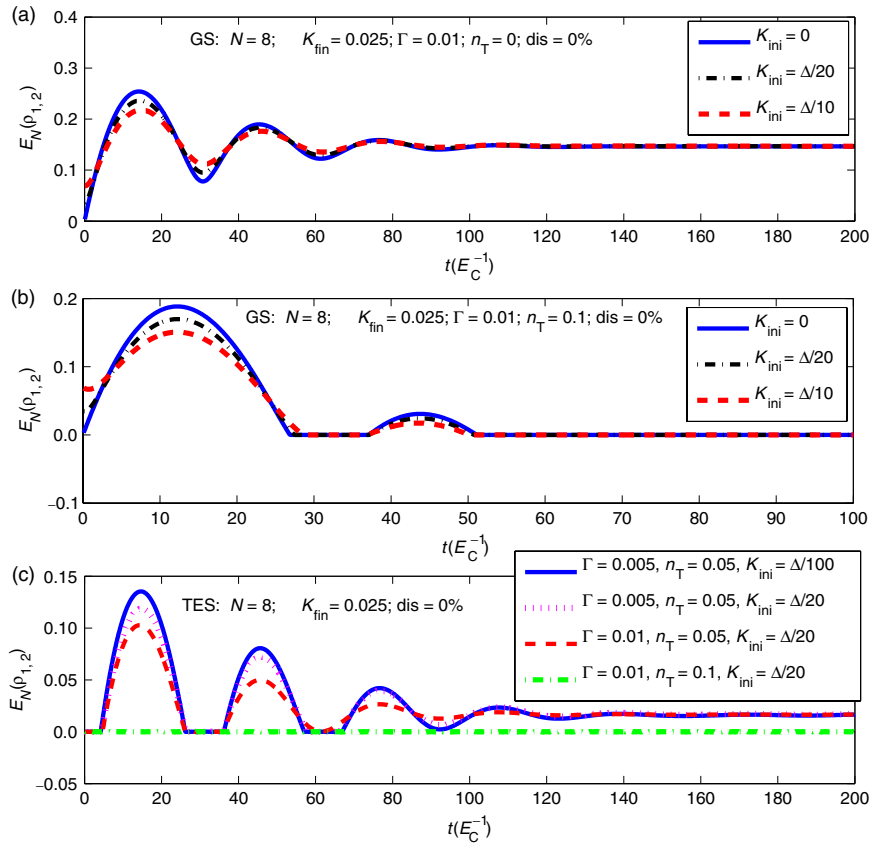 (a)
GS: N = 8; K_fin = 0.025; Γ = 0.01; n_T = 0; dis = 0%
K_ini = 0
K_ini = Δ/20
K_ini = Δ/10
E_N(ρ_1,2)
0.4
0.3
0.2
0.1
0
0 20 40 60 80 100 120 140 160 180 200
t(E_C^−1)
(b)
GS: N = 8; K_fin = 0.025; Γ = 0.01; n_T = 0.1; dis = 0%
K_ini = 0
K_ini = Δ/20
K_ini = Δ/10
E_N(ρ_1,2)
0.2
0.1
0.0
−0.1
0 10 20 30 40 50 60 70 80 90 100
t(E_C^−1)
(c)
TES: N = 8; K_fin = 0.025; dis = 0%
Γ = 0.005, n_T = 0.05, K_ini = Δ/100
Γ = 0.005, n_T = 0.05, K_ini = Δ/20
Γ = 0.01, n_T = 0.05, K_ini = Δ/20
Γ = 0.01, n_T = 0.1, K_ini = Δ/20
E_N(ρ_1,2)
0.15
0.10
0.05
0.0
−0.05
0 20 40 60 80 100 120 140 160 180 200
t(E_C^−1)